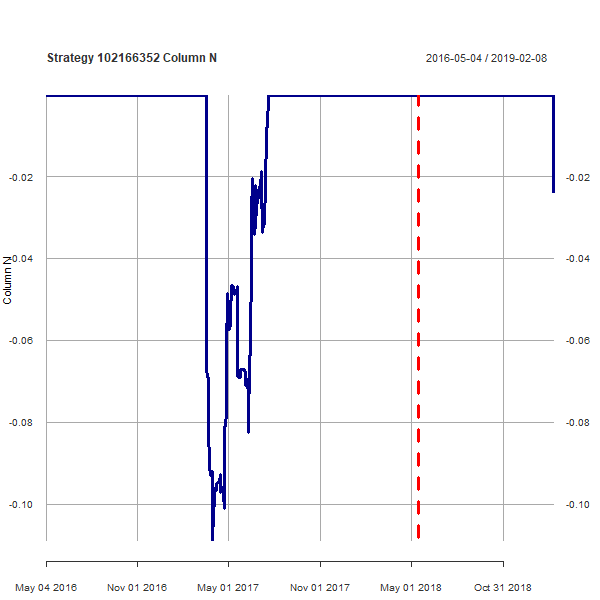 Strategy 102166352 Column N
2016-05-04 / 2019-02-08
-0.02
-0.02
-0.04
-0.04
Column N
-0.06
-0.06
-0.08
-0.08
-0.10
-0.10
May 04 2016
Nov 01 2016
May 01 2017
Nov 01 2017
May 01 2018
Oct 31 2018